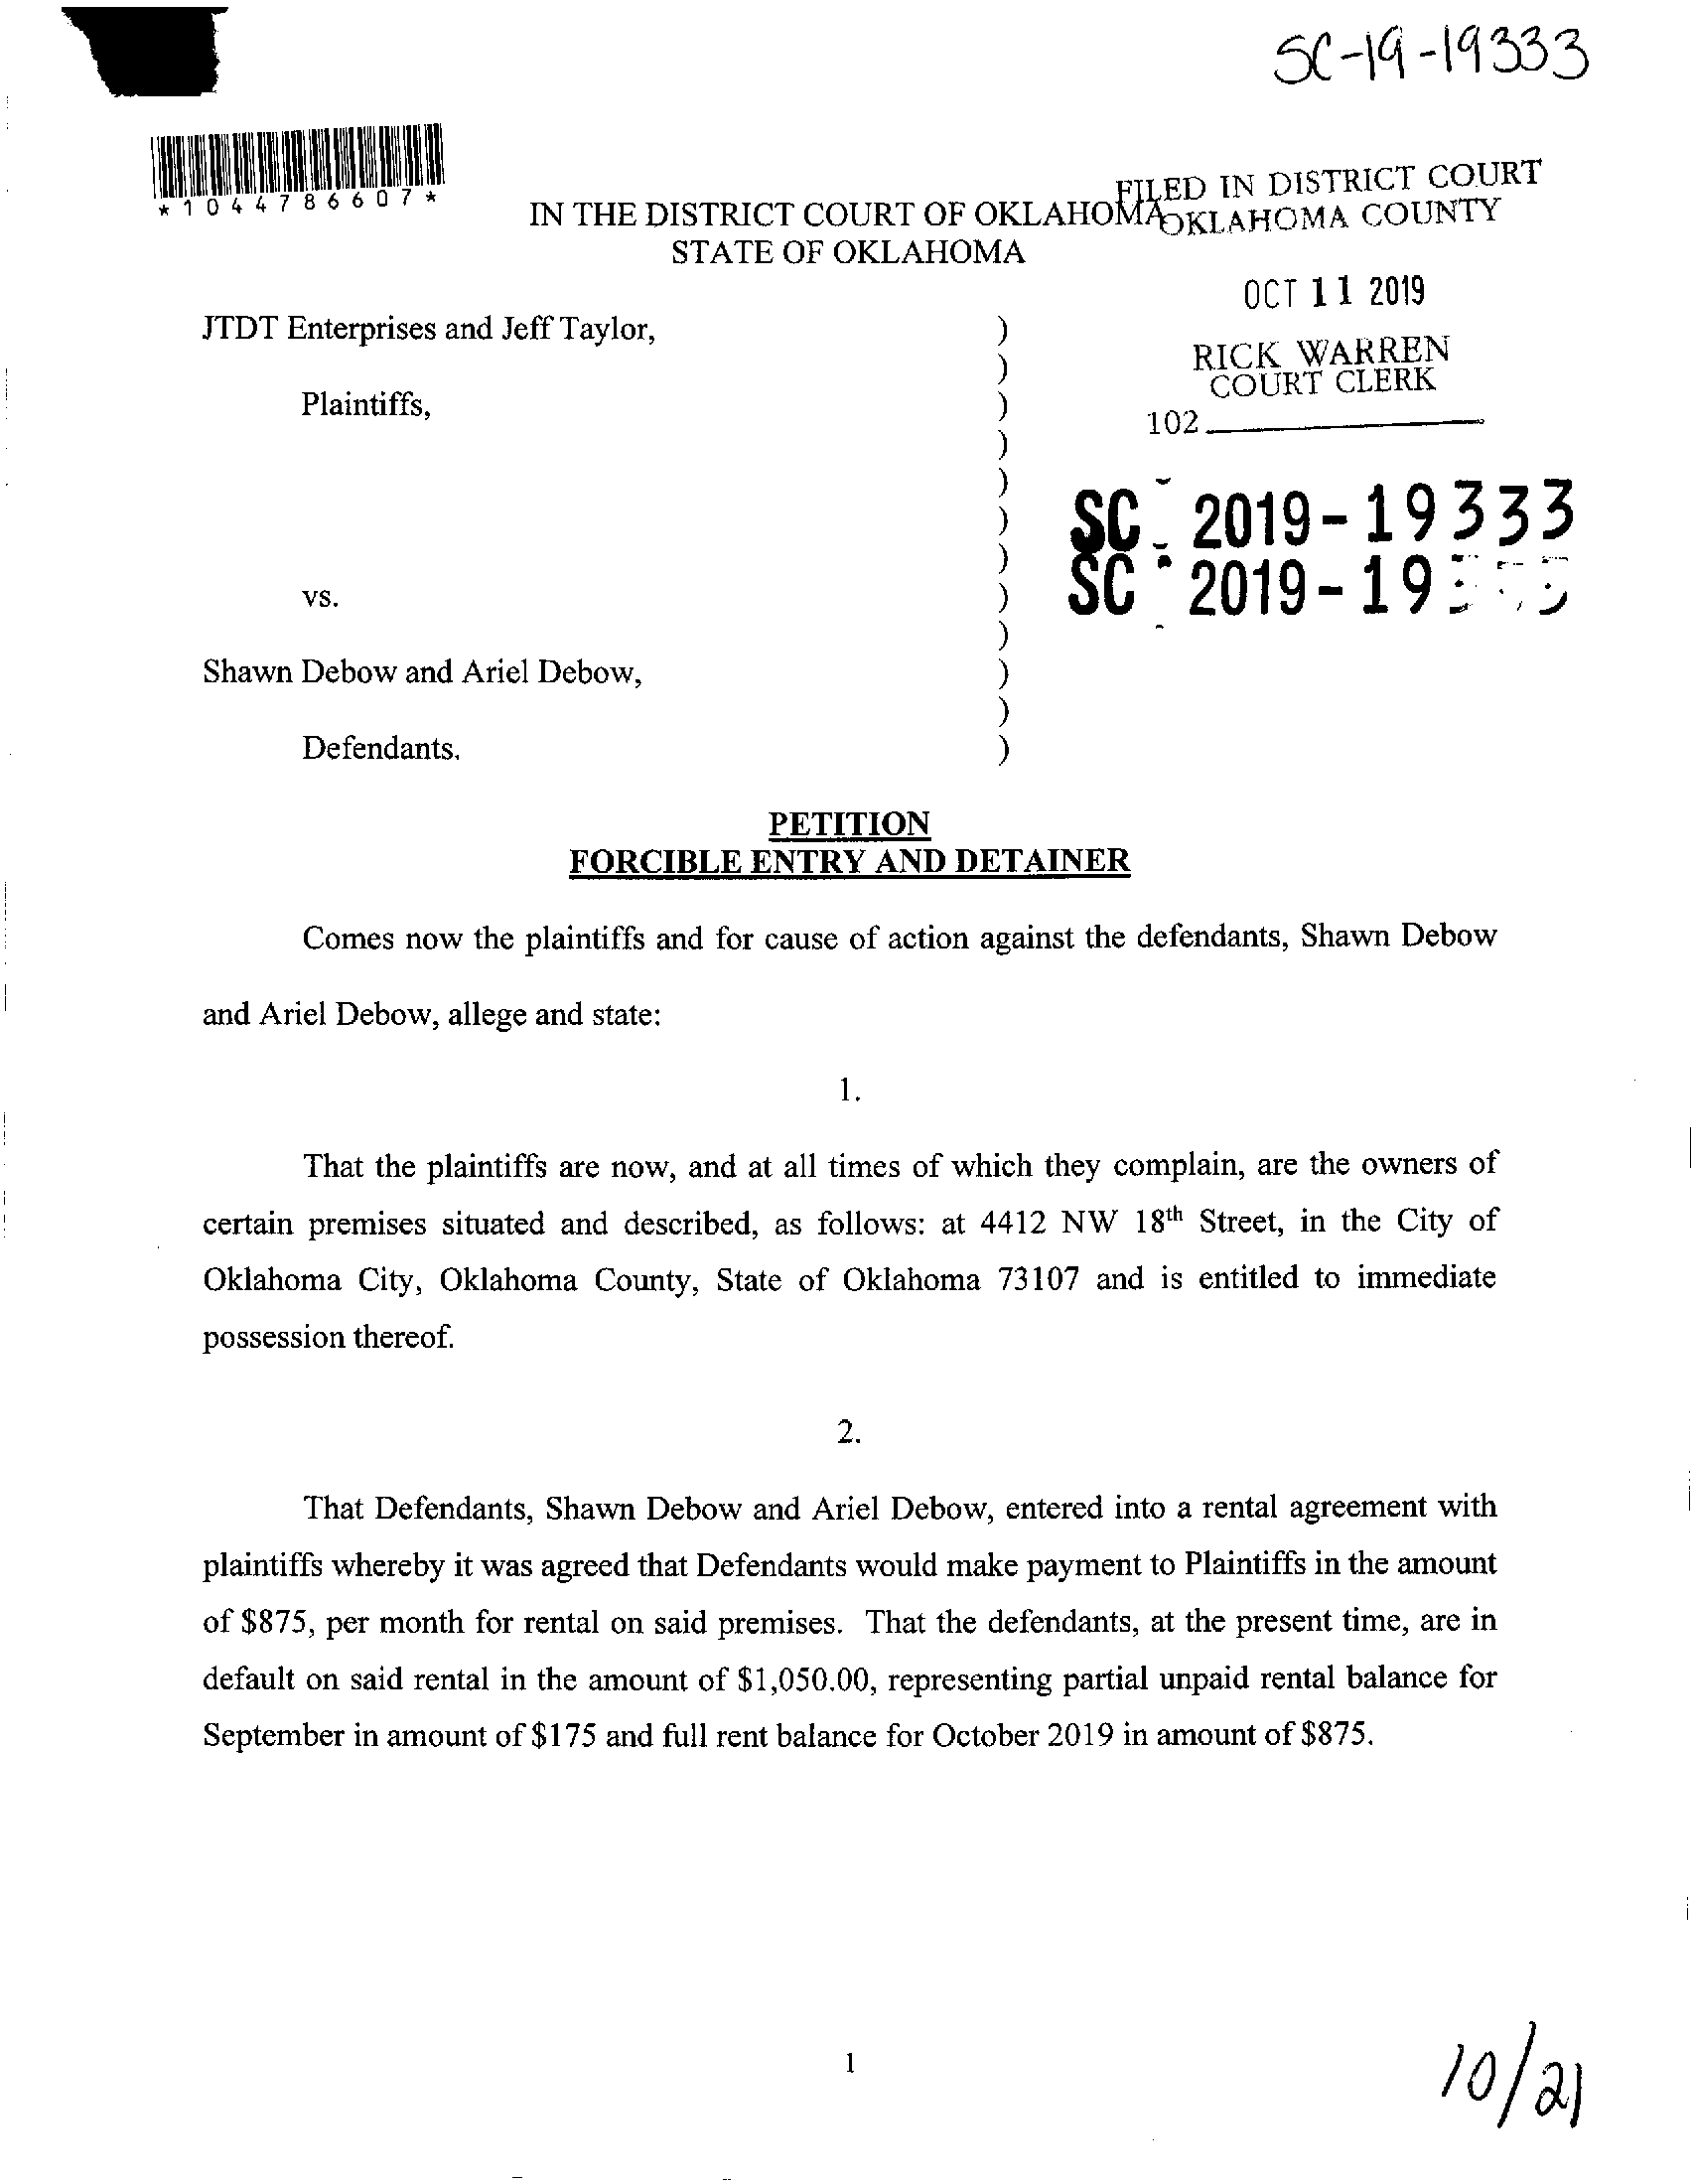 SC-19-19333
*1044786607*
FILED IN DISTRICT COURT
OKLAHOMA COUNTY
IN THE DISTRICT COURT OF OKLAHOMA
STATE OF OKLAHOMA
OCT 11 2019
JTDT Enterprises and Jeff Taylor, )
)
RICK WARREN
COURT CLERK
Plaintiffs, )
102
)
)
SC - 2019-19333
)
)
SC - 2019-19
vs. )
)
Shawn Debow and Ariel Debow, )
)
Defendants. )
PETITION
FORCIBLE ENTRY AND DETAINER
Comes now the plaintiffs and for cause of action against the defendants, Shawn Debow
and Ariel Debow, allege and state:
1.
That the plaintiffs are now, and at all times of which they complain, are the owners of
certain premises situated and described, as follows: at 4412 NW 18th Street, in the City of
Oklahoma City, Oklahoma County, State of Oklahoma 73107 and is entitled to immediate
possession thereof.
2.
That Defendants, Shawn Debow and Ariel Debow, entered into a rental agreement with
plaintiffs whereby it was agreed that Defendants would make payment to Plaintiffs in the amount
of $875, per month for rental on said premises. That the defendants, at the present time, are in
default on said rental in the amount of $1,050.00, representing partial unpaid rental balance for
September in amount of $175 and full rent balance for October 2019 in amount of $875.
1
10/21